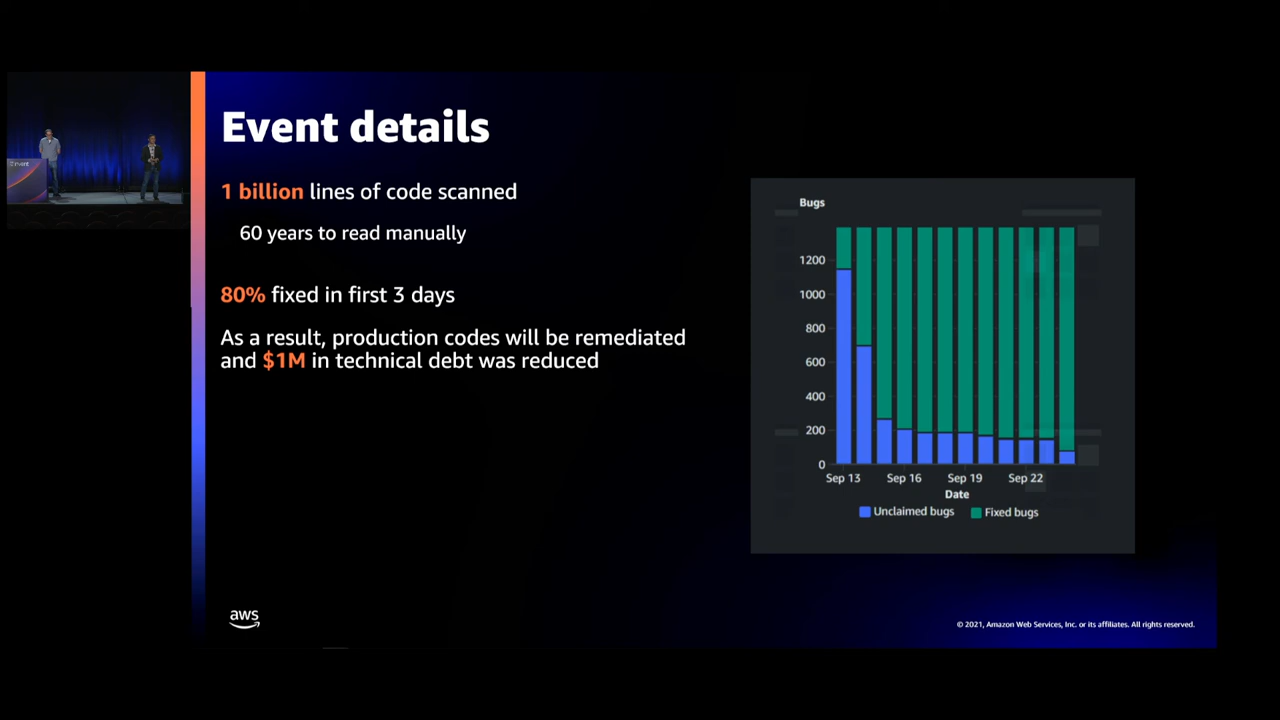 Event details
1 billion lines of code scanned
60 years to read manually
80% fixed in first 3 days
As a result, production codes will be remediated
and $1M in technical debt was reduced
Bugs
1200
1000
800
600
400
200
0
Sep 13 Sep 16 Sep 19 Sep 22
Date
Unclaimed bugs Fixed bugs
aws
© 2021, Amazon Web Services, Inc. or its affiliates. All rights reserved.